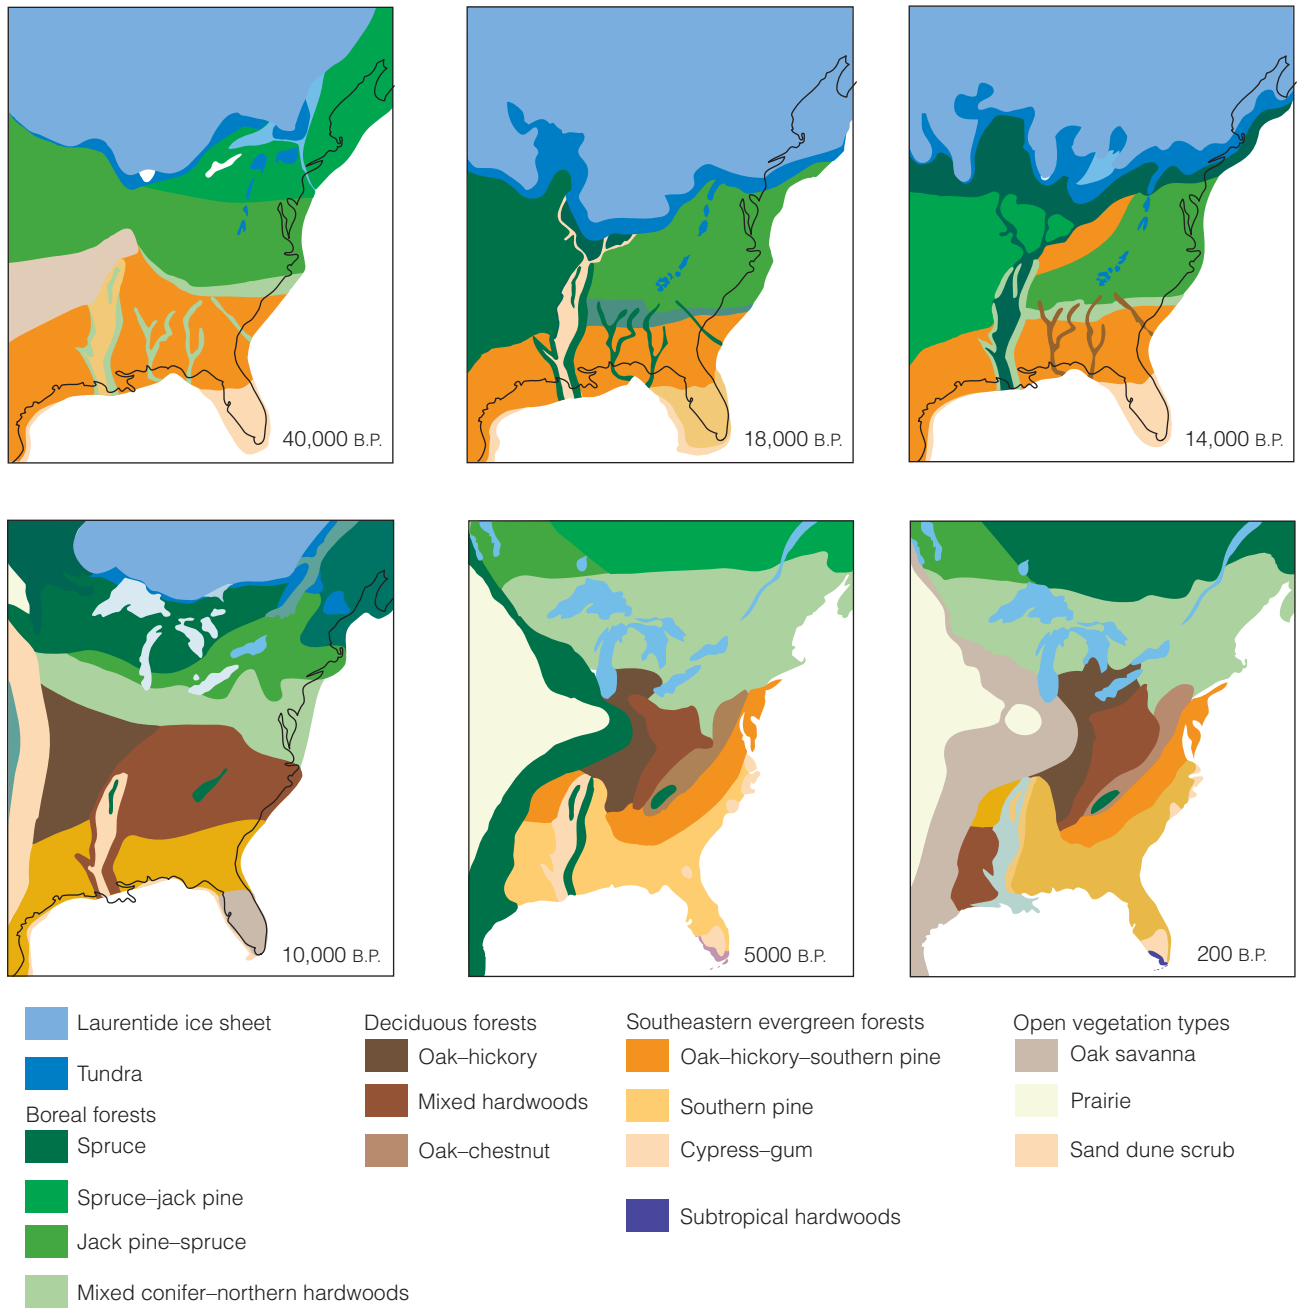 40,000 B.P.
18,000 B.P.
14,000 B.P.
10,000 B.P.
5000 B.P.
200 B.P.
Laurentide ice sheet
Tundra
Boreal forests
Spruce
Spruce–jack pine
Jack pine–spruce
Mixed conifer–northern hardwoods
Deciduous forests
Oak–hickory
Mixed hardwoods
Oak–chestnut
Southeastern evergreen forests
Oak–hickory–southern pine
Southern pine
Cypress–gum
Subtropical hardwoods
Open vegetation types
Oak savanna
Prairie
Sand dune scrub